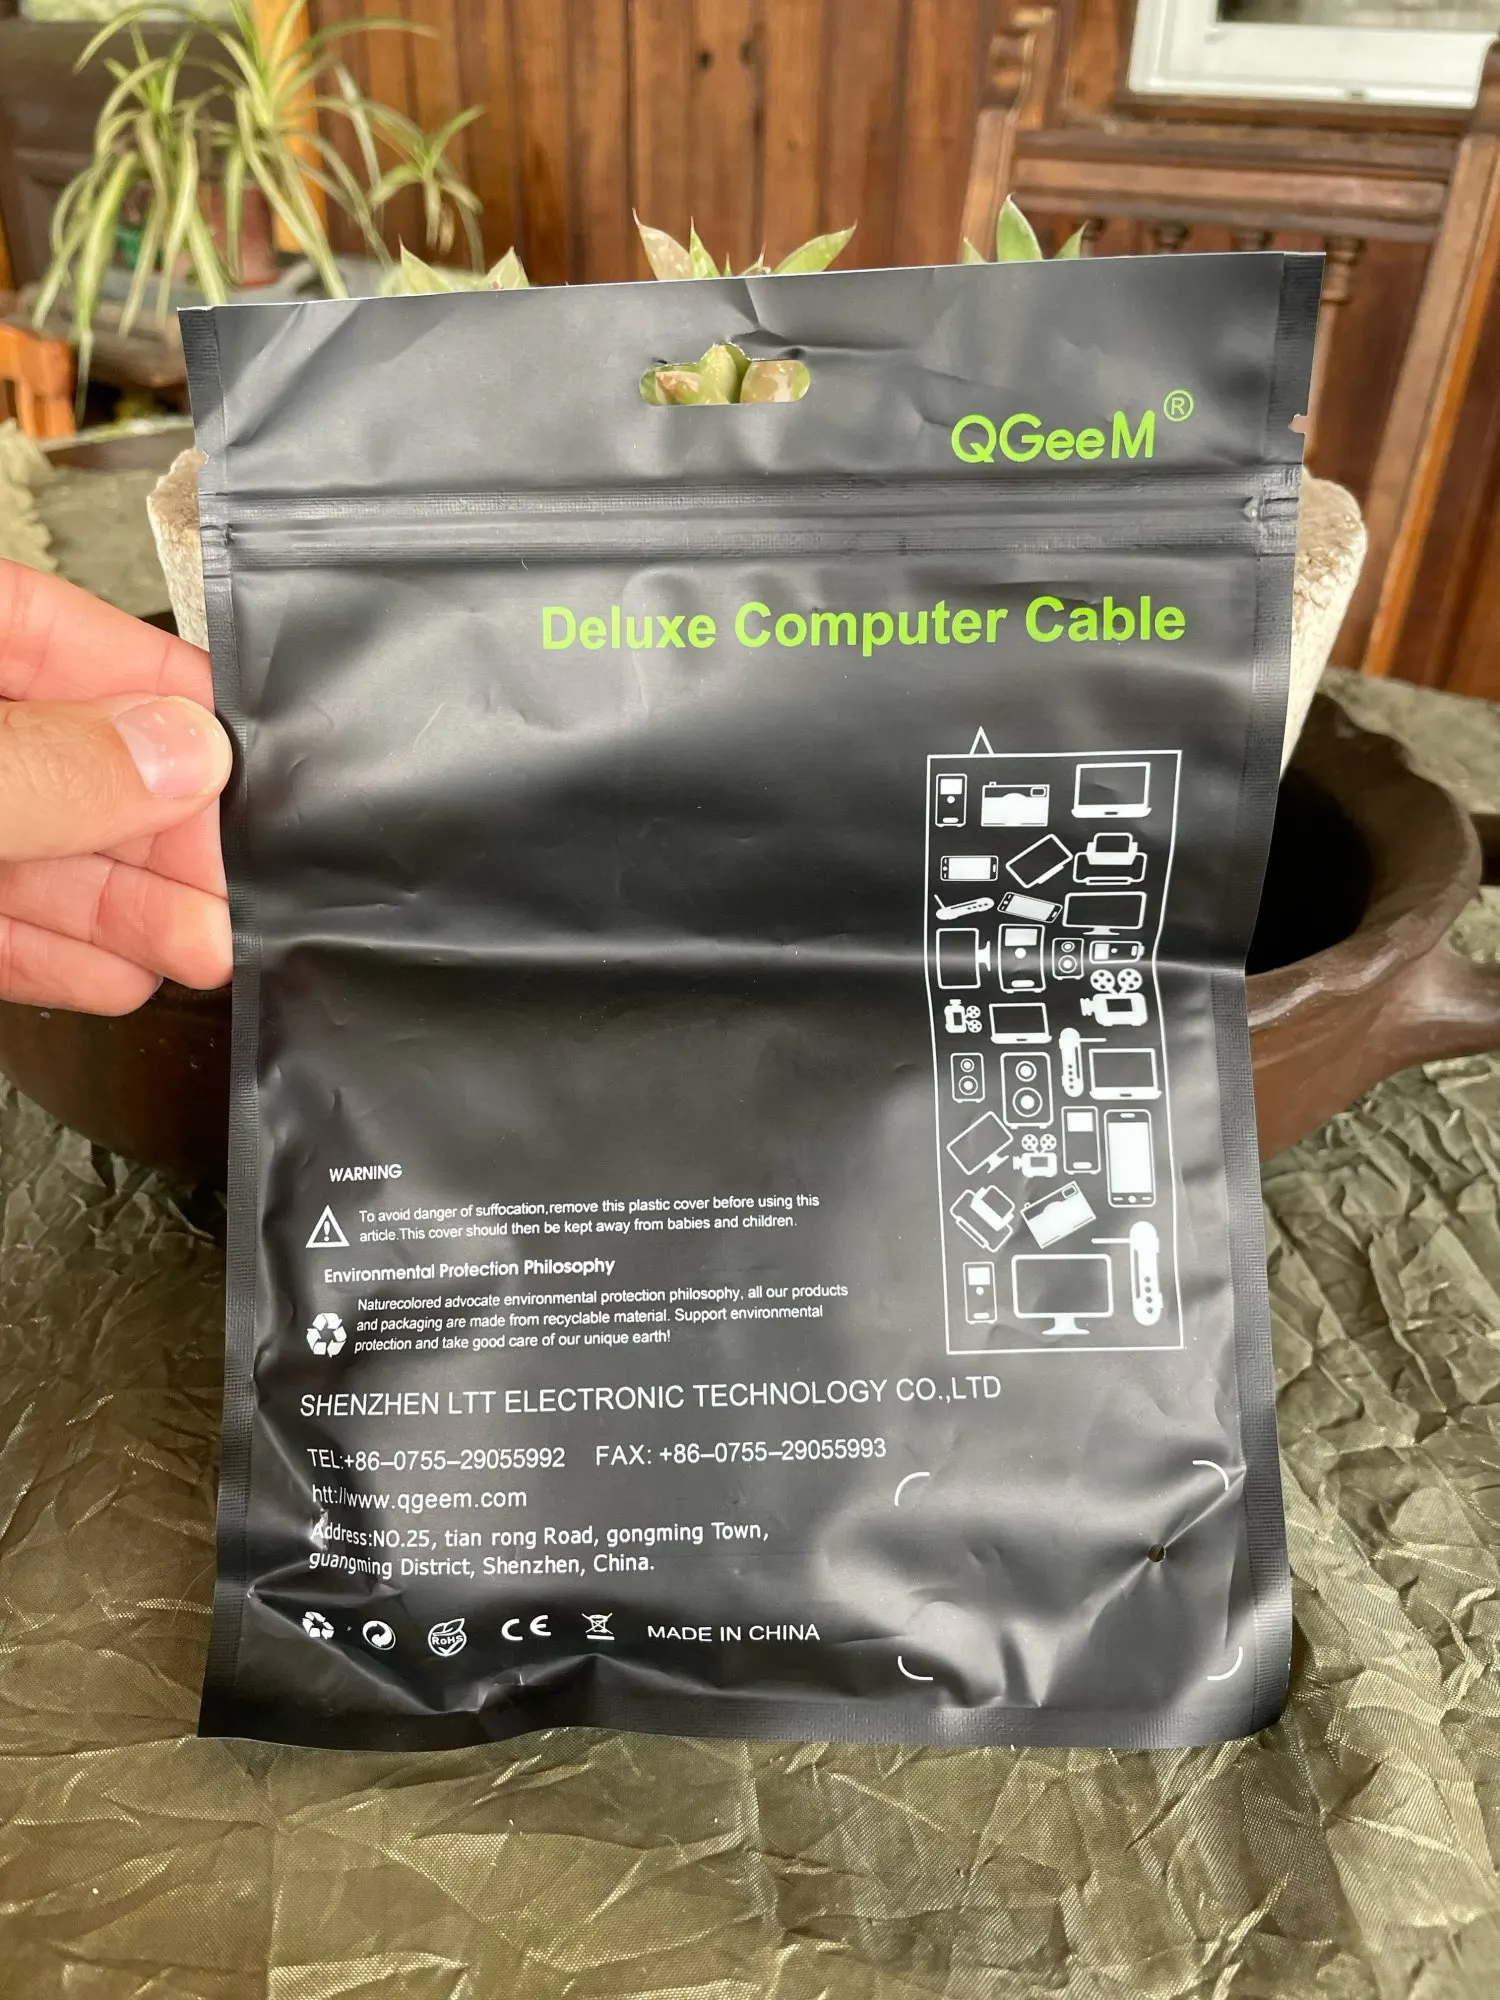 QGeeM®
Deluxe Computer Cable
WARNING
To avoid danger of suffocation,remove this plastic cover before using this
article.This cover should then be kept away from babies and children.
Environmental Protection Philosophy
Naturecolored advocate environmental protection philosophy, all our products
and packaging are made from recyclable material. Support environmental
protection and take good care of our unique earth!
SHENZHEN LTT ELECTRONIC TECHNOLOGY CO.,LTD
TEL:+86–0755–29055992 FAX: +86–0755–29055993
htt://www.qgeem.com
Address:NO.25, tian rong Road, gongming Town,
guangming District, Shenzhen, China.
RoHS CE MADE IN CHINA